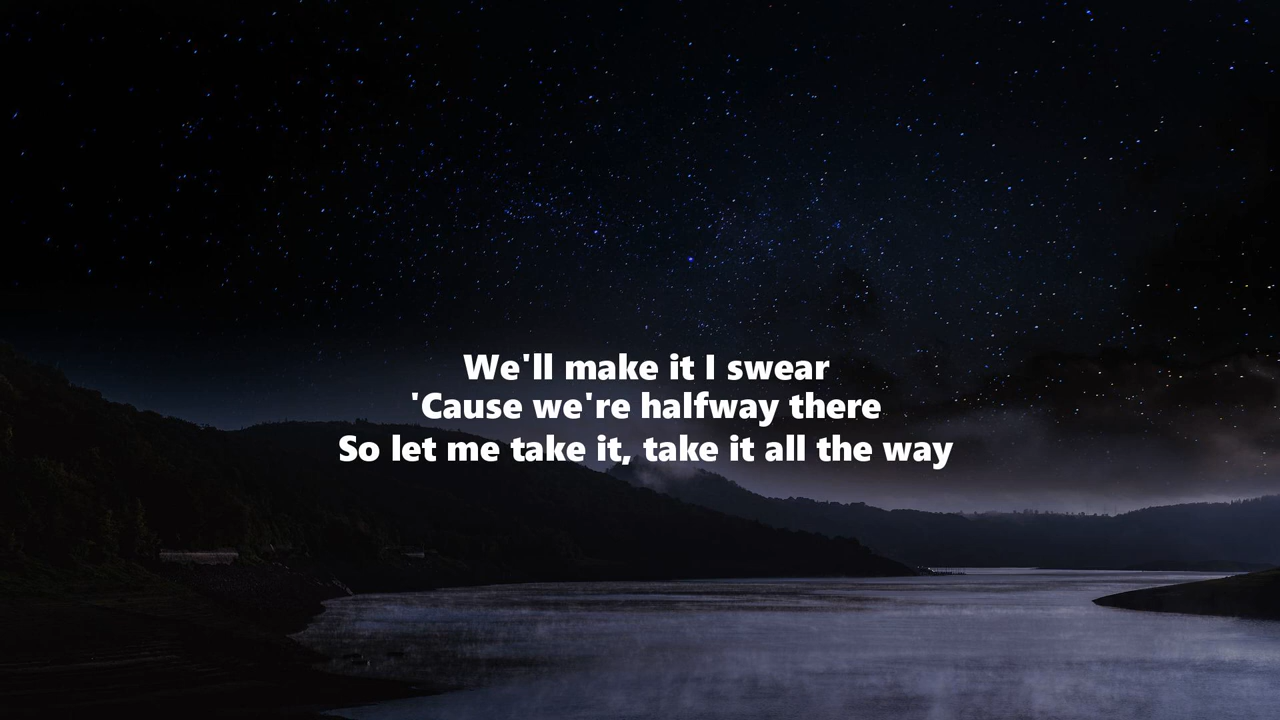 We'll make it I swear
'Cause we're halfway there
So let me take it, take it all the way